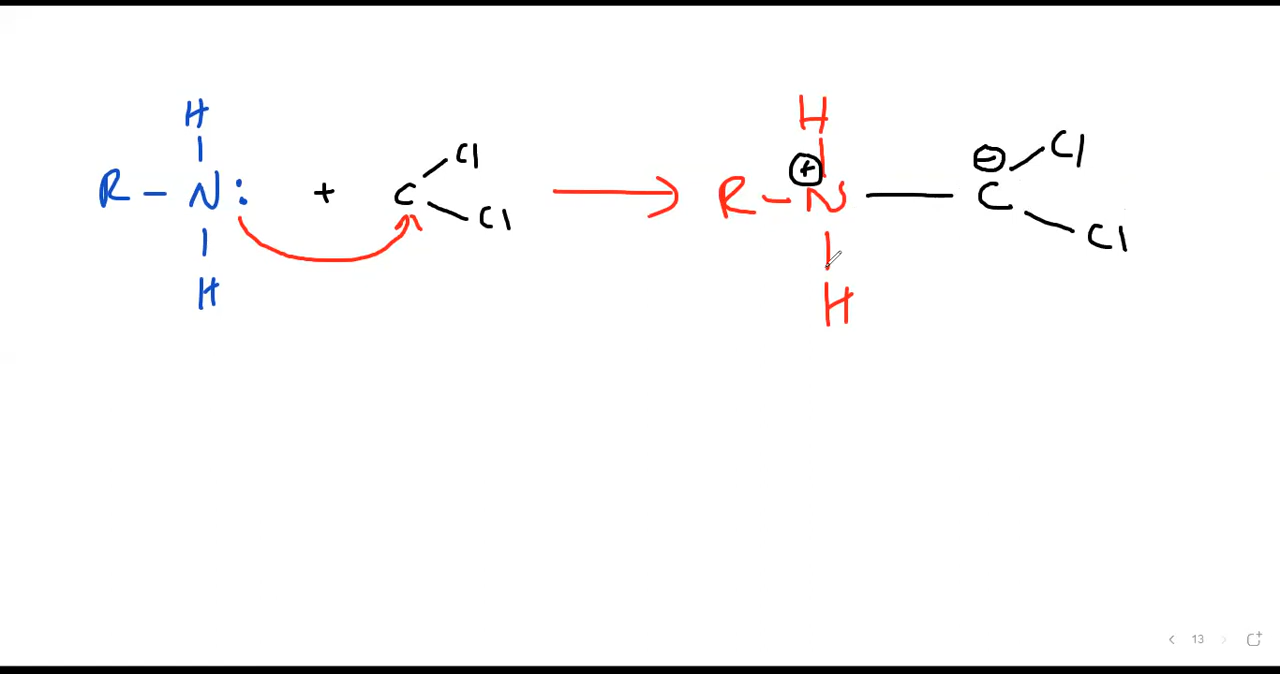 H H
Cl ⊖ Cl
R - N: + C → R - N⊕ — C
Cl Cl
H H
< 13 >